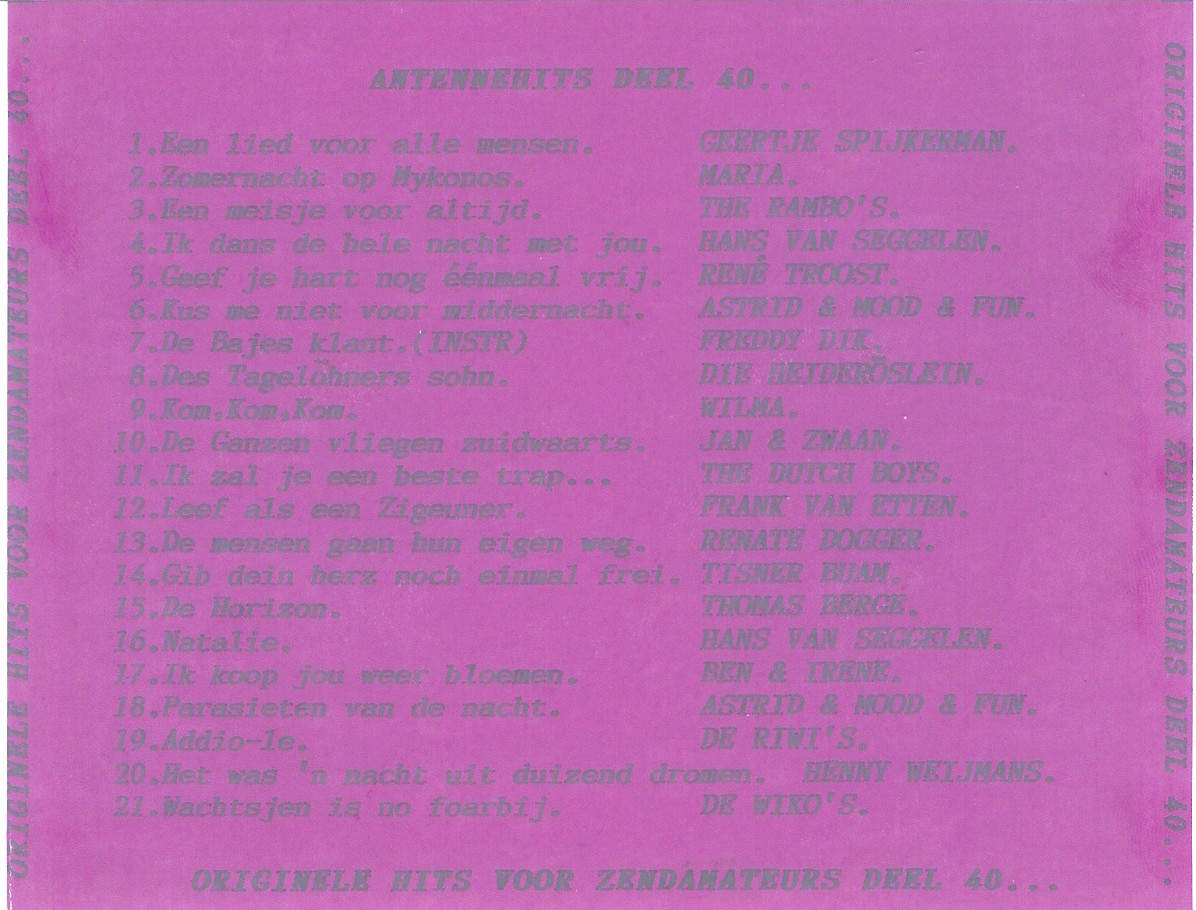 ANTENNEHITS DEEL 40...
1.Een lied voor alle mensen. GEERTJE SPIJKERMAN.
2.Zomernacht op Mykonos. MARIA.
3.Een meisje voor altijd. THE RAMBO'S.
4.Ik dans de hele nacht met jou. HANS VAN SEGGELEN.
5.Geef je hart nog éénmaal vrij. RENÉ TROOST.
6.Kus me niet voor middernacht. ASTRID & MOOD & FUN.
7.De Bajes klant.(INSTR) FREDDY DIK.
8.Des Tagelöhners sohn. DIE HEIDERÖSLEIN.
9.Kom,Kom,Kom. WILMA.
10.De Ganzen vliegen zuidwaarts. JAN & ZWAAN.
11.Ik zal je een beste trap... THE DUTCH BOYS.
12.Leef als een Zigeuner. FRANK VAN ETTEN.
13.De mensen gaan hun eigen weg. RENATE DOGGER.
14.Gib dein herz noch einmal frei. TISNER BUAM.
15.De Horizon. THOMAS BERGE.
16.Natalie. HANS VAN SEGGELEN.
17.Ik koop jou weer bloemen. BEN & IRENE.
18.Parasieten van de nacht. ASTRID & MOOD & FUN.
19.Addio-le. DE RIWI'S.
20.Het was 'n nacht uit duizend dromen. HENNY WEIJMANS.
21.Wachtsjen is no foarbij. DE WIKO'S.
ORIGINELE HITS VOOR ZENDAMATEURS DEEL 40...
ORIGINELE HITS VOOR ZENDAMATEURS DEEL 40...
ORIGINELE HITS VOOR ZENDAMATEURS DEEL 40...